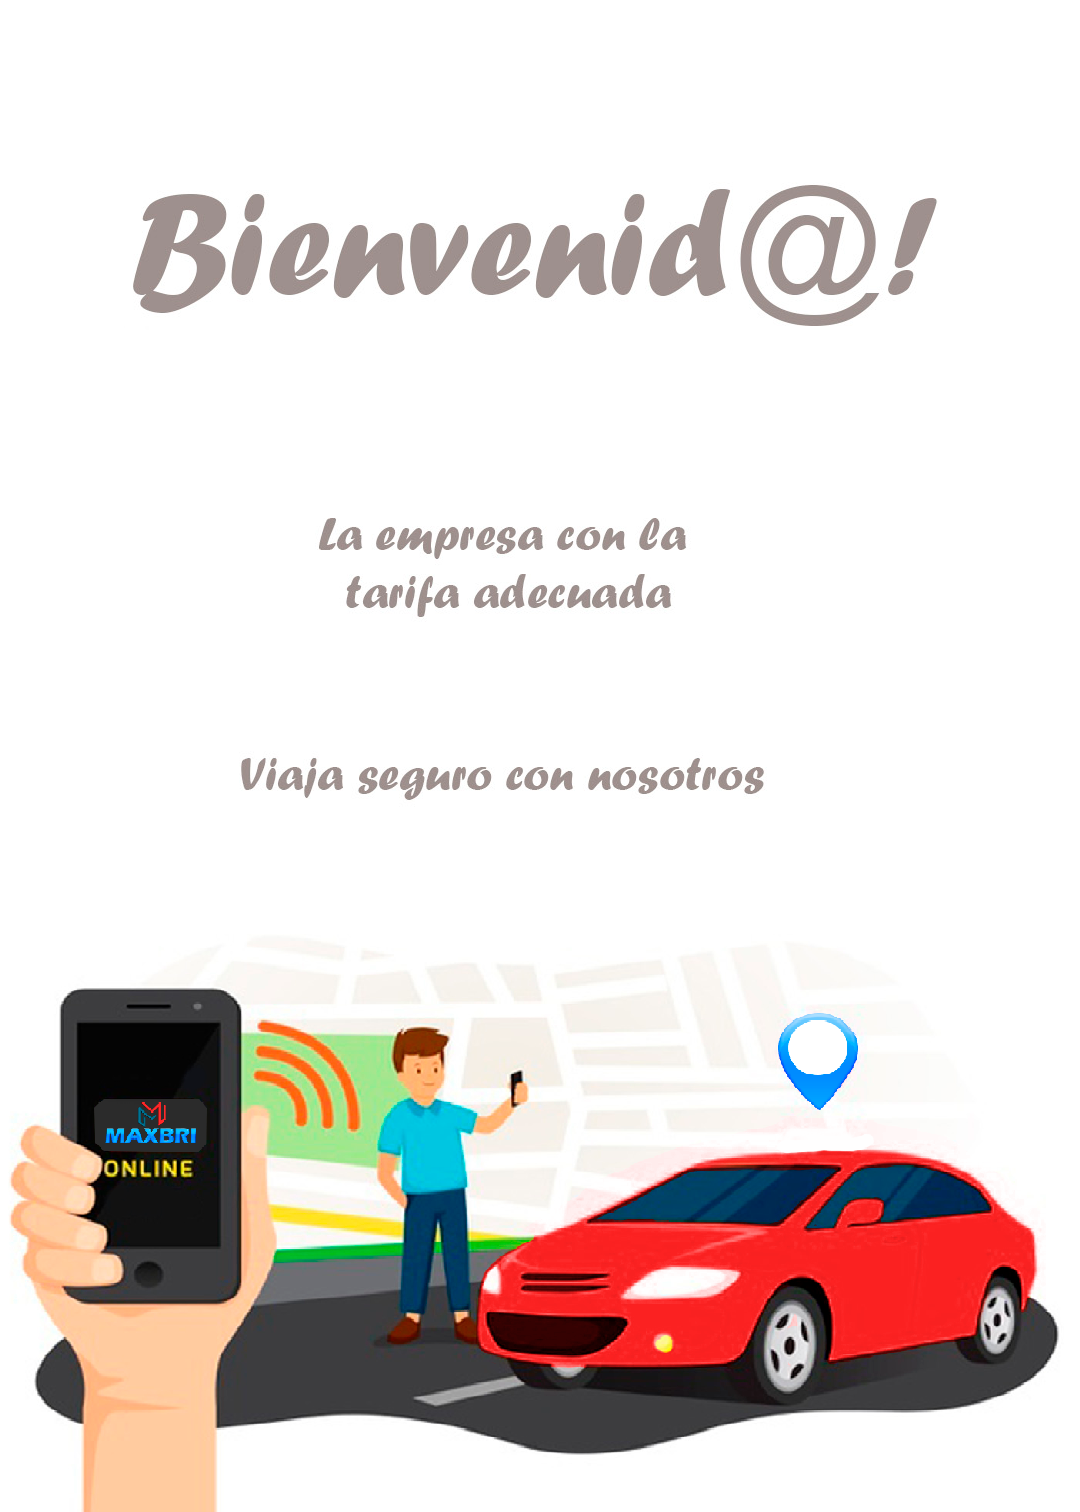 Bienvenid@!
La empresa con la
tarifa adecuada
Viaja seguro con nosotros
MAXBRI
ONLINE